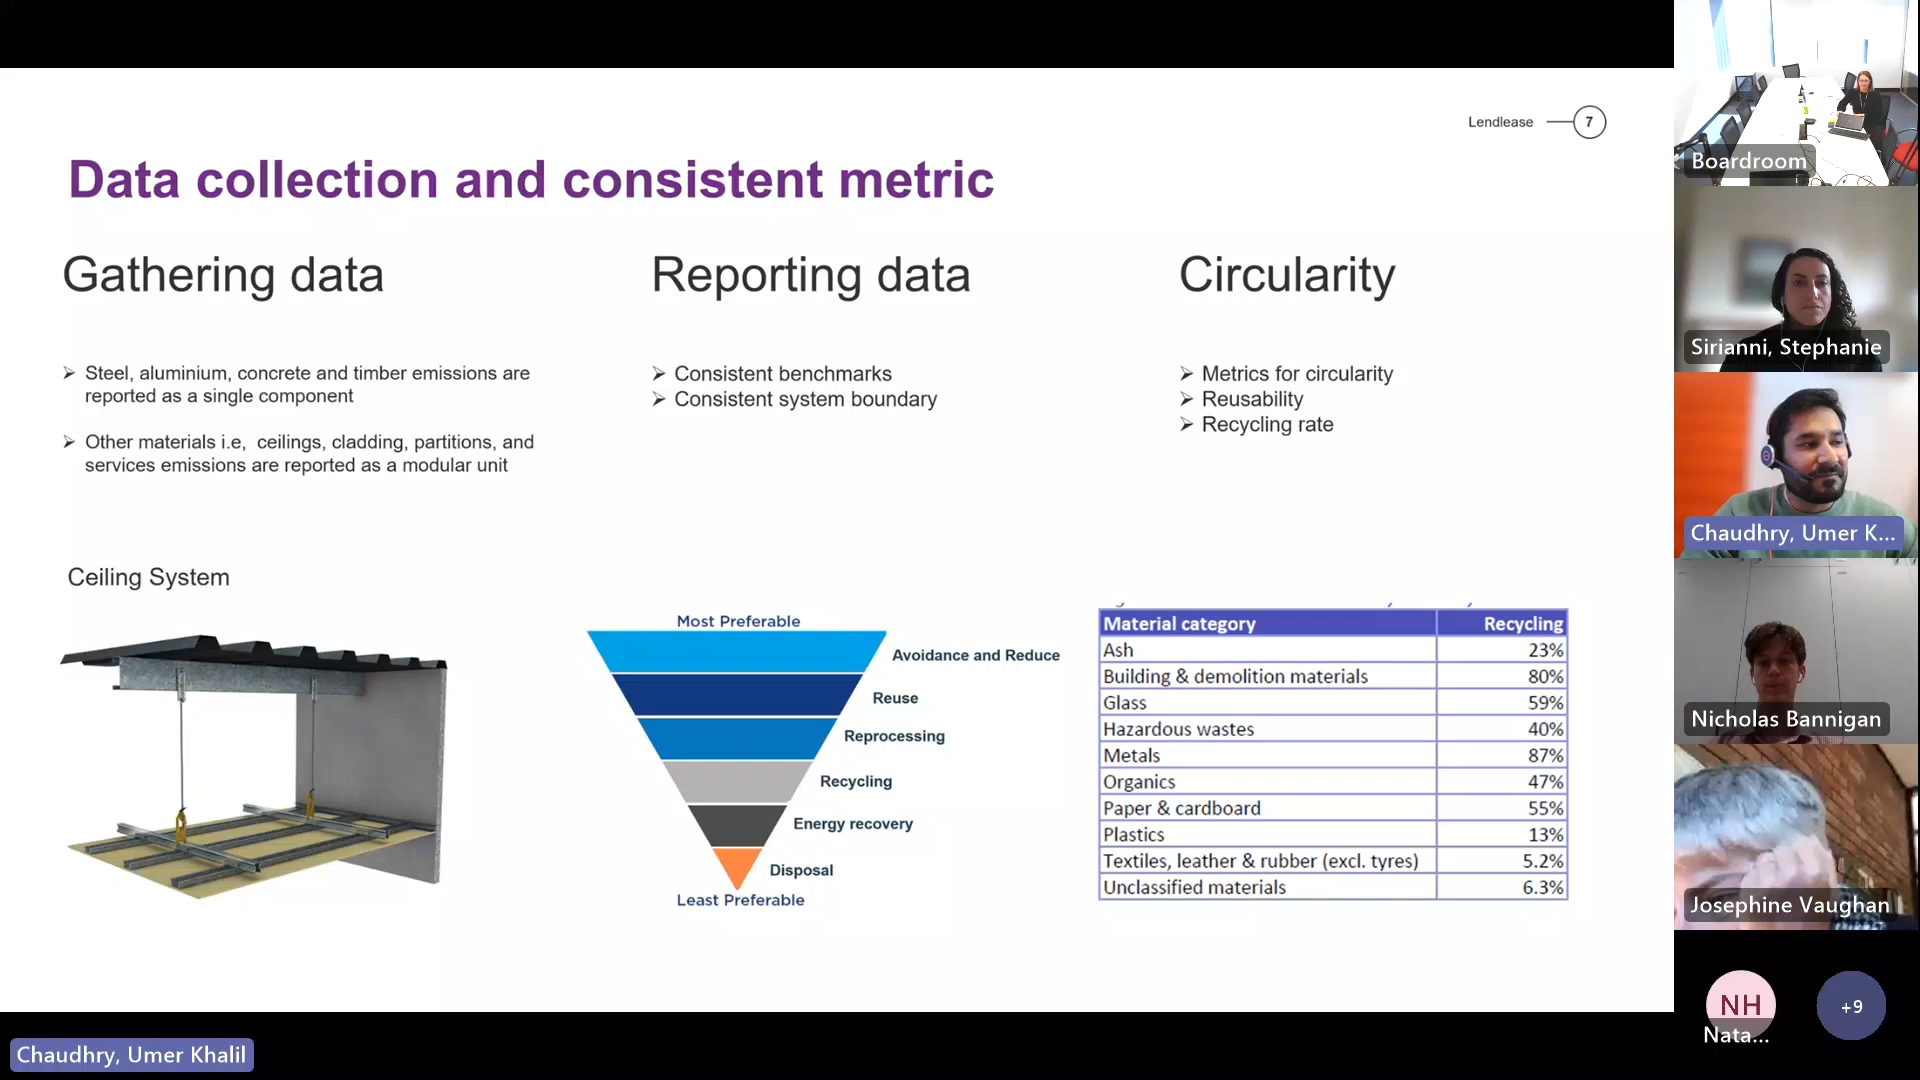 Lendlease
7
Data collection and consistent metric
Gathering data
➢ Steel, aluminium, concrete and timber emissions are
reported as a single component
➢ Other materials i.e, ceilings, cladding, partitions, and
services emissions are reported as a modular unit
Ceiling System
Reporting data
➢ Consistent benchmarks
➢ Consistent system boundary
Most Preferable
Avoidance and Reduce
Reuse
Reprocessing
Recycling
Energy recovery
Disposal
Least Preferable
Circularity
➢ Metrics for circularity
➢ Reusability
➢ Recycling rate
Material category Recycling
Ash 23%
Building & demolition materials 80%
Glass 59%
Hazardous wastes 40%
Metals 87%
Organics 47%
Paper & cardboard 55%
Plastics 13%
Textiles, leather & rubber (excl. tyres) 5.2%
Unclassified materials 6.3%
Boardroom
Sirianni, Stephanie
Chaudhry, Umer K...
Nicholas Bannigan
Josephine Vaughan
NH
Nata...
+9
Chaudhry, Umer Khalil